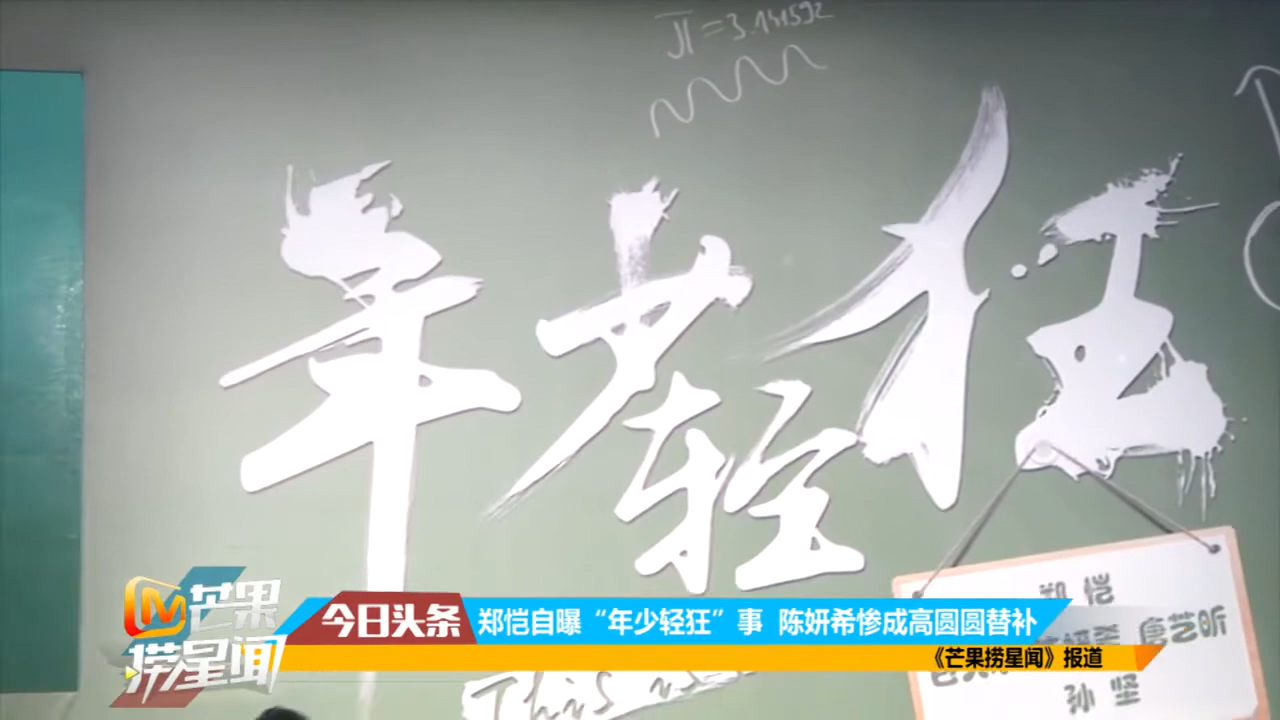 π=3.141592
年少轻狂
芒果
捞星闻
今日头条
郑恺自曝“年少轻狂”事 陈妍希惨成高圆圆替补
《芒果捞星闻》报道
郑恺
唐艺昕
孙坚
This is